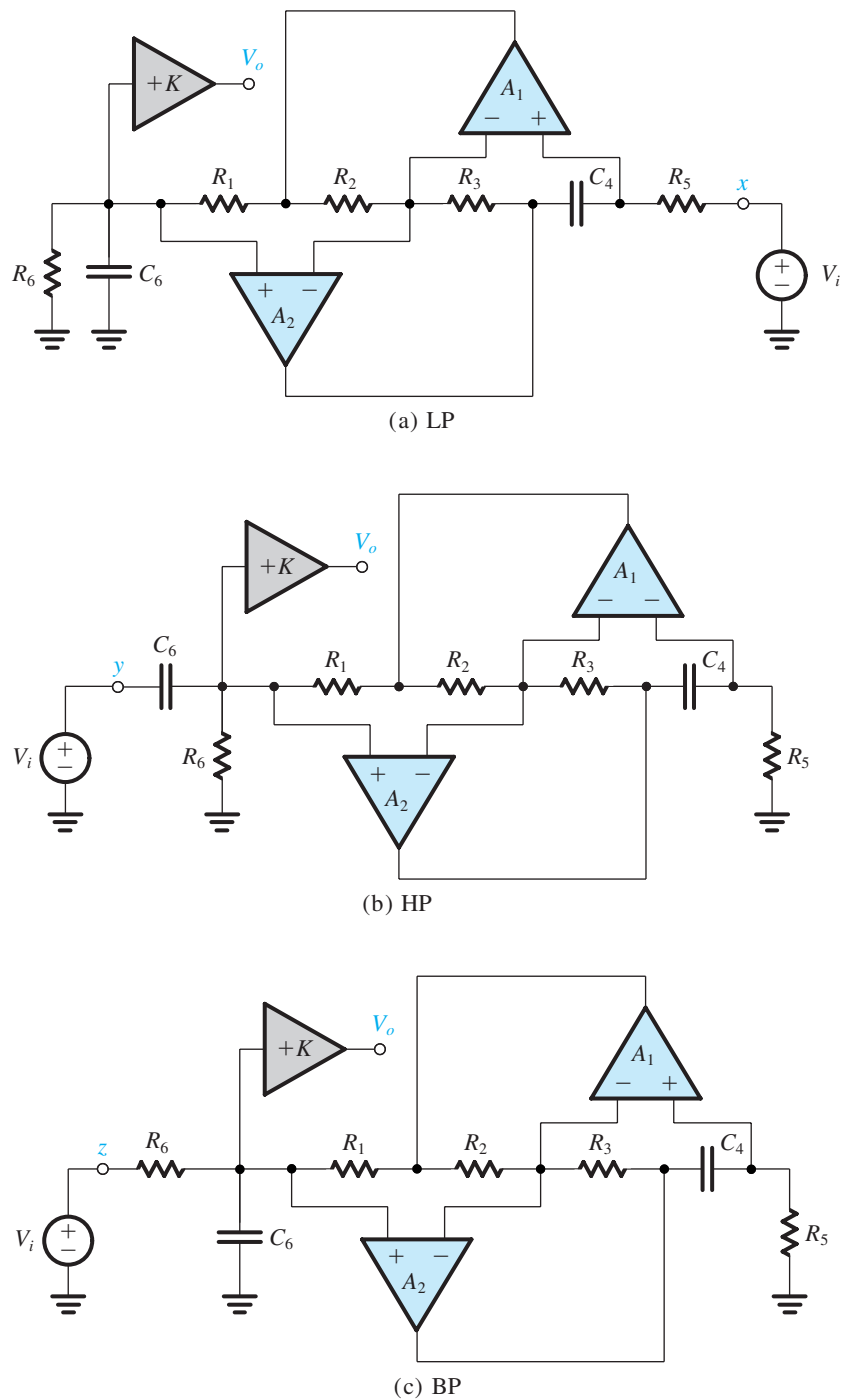 V_o
+K
A_1
− +
R_1 R_2 R_3 C_4 R_5 x
R_6 C_6
+ −
A_2
+
−
V_i
(a) LP
V_o
+K
A_1
− −
C_6
y R_1 R_2 R_3 C_4
V_i
+
−
R_6
+ −
A_2
R_5
(b) HP
V_o
+K
A_1
− +
z R_6 R_1 R_2 R_3 C_4
V_i
+
−
C_6
+ −
A_2
R_5
(c) BP